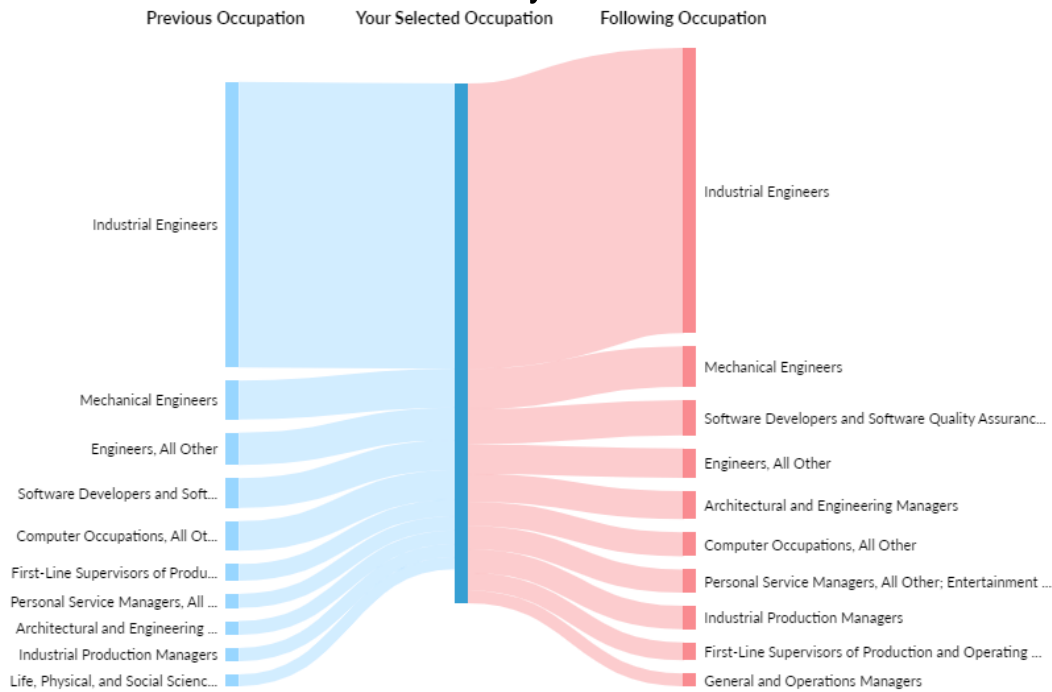 Previous Occupation
Your Selected Occupation
Following Occupation
Industrial Engineers
Mechanical Engineers
Engineers, All Other
Software Developers and Soft...
Computer Occupations, All Ot...
First-Line Supervisors of Produ...
Personal Service Managers, All ...
Architectural and Engineering ...
Industrial Production Managers
Life, Physical, and Social Scienc...
Industrial Engineers
Mechanical Engineers
Software Developers and Software Quality Assuranc...
Engineers, All Other
Architectural and Engineering Managers
Computer Occupations, All Other
Personal Service Managers, All Other; Entertainment ...
Industrial Production Managers
First-Line Supervisors of Production and Operating ...
General and Operations Managers